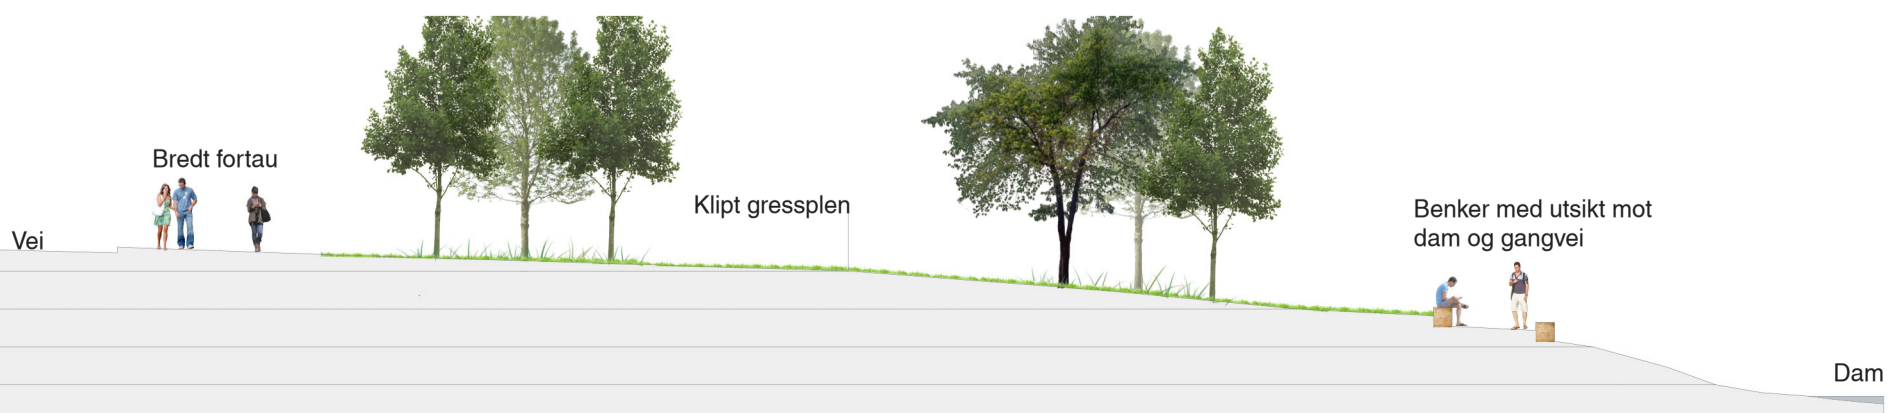 Vei
Bredt fortau
Klipt gressplen
Benker med utsikt mot
dam og gangvei
Dam